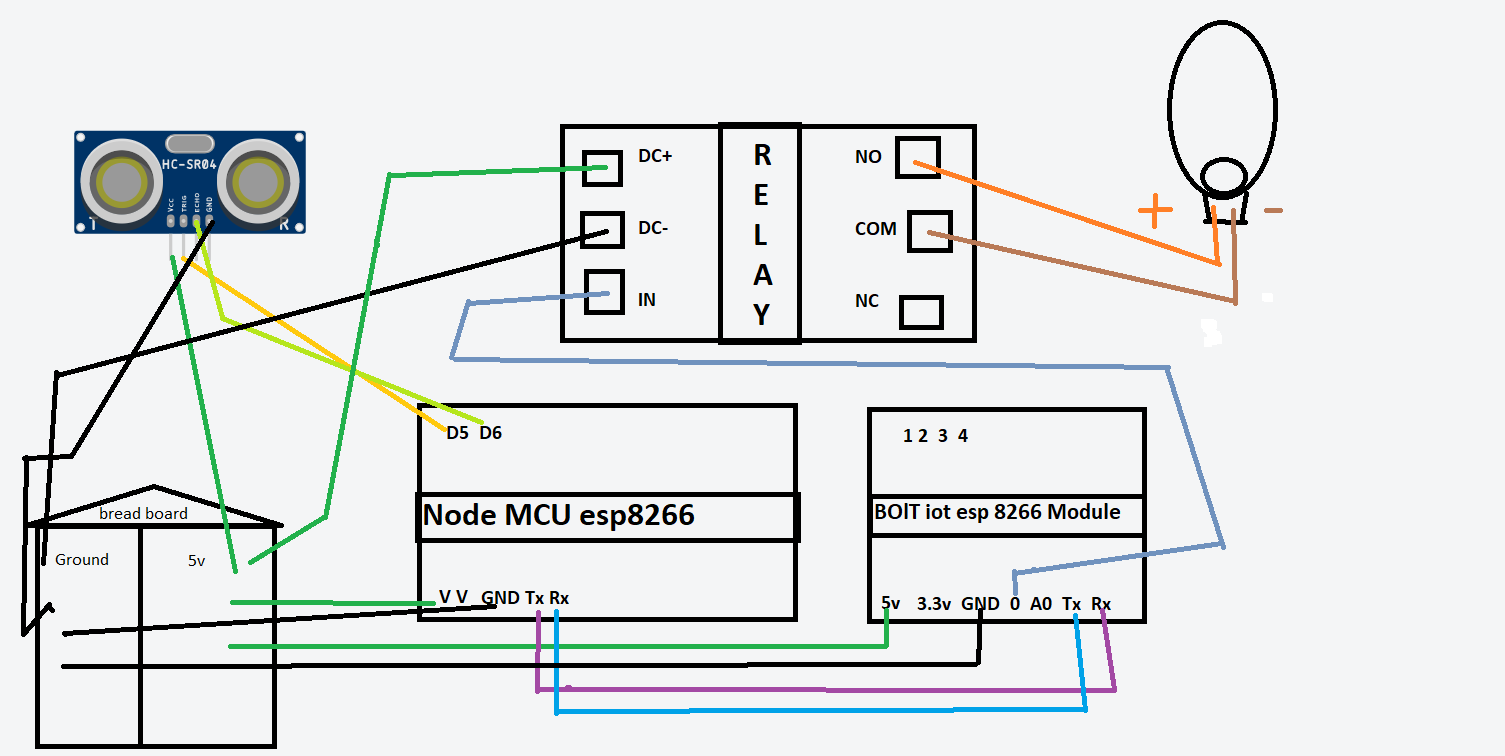 HC-SR04
Vcc
TRIG
ECHO
GND
T
R
DC+
DC-
IN
R
E
L
A
Y
NO
COM
NC
+
-
D5 D6
Node MCU esp8266
V V GND Tx Rx
1 2 3 4
BOlT iot esp 8266 Module
5v 3.3v GND 0 A0 Tx Rx
bread board
Ground
5v